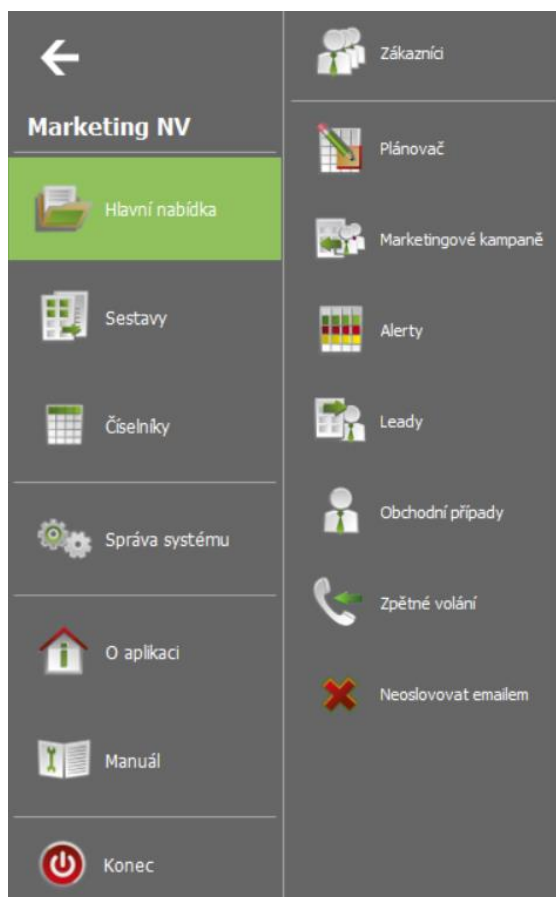 Marketing NV
Hlavní nabídka
Sestavy
Číselníky
Správa systému
O aplikaci
Manuál
Konec
Zákazníci
Plánovač
Marketingové kampaně
Alerty
Leady
Obchodní případy
Zpětné volání
Neoslovovat emailem